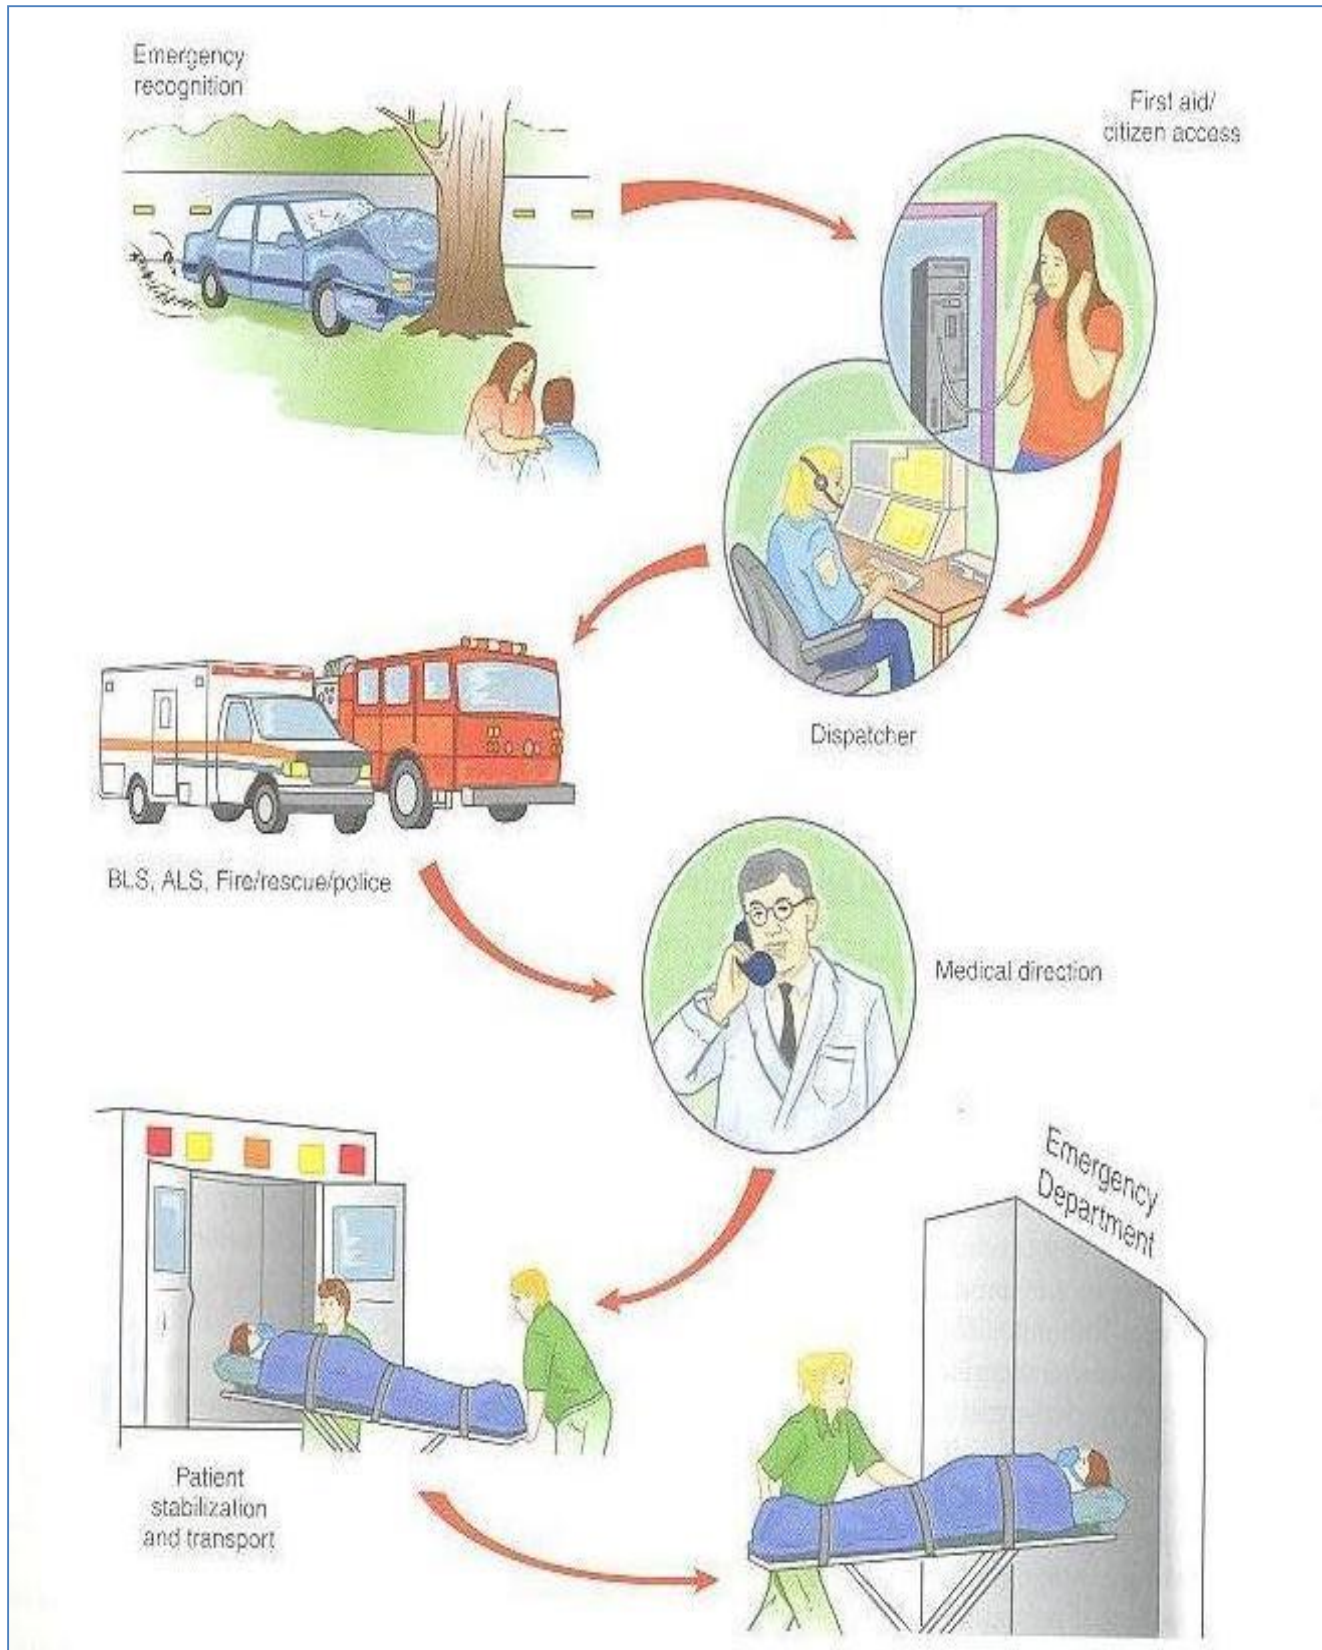 Emergency
recognition
First aid/
citizen access
Dispatcher
BLS, ALS, Fire/rescue/police
Medical direction
Emergency
Department
Patient
stabilization
and transport